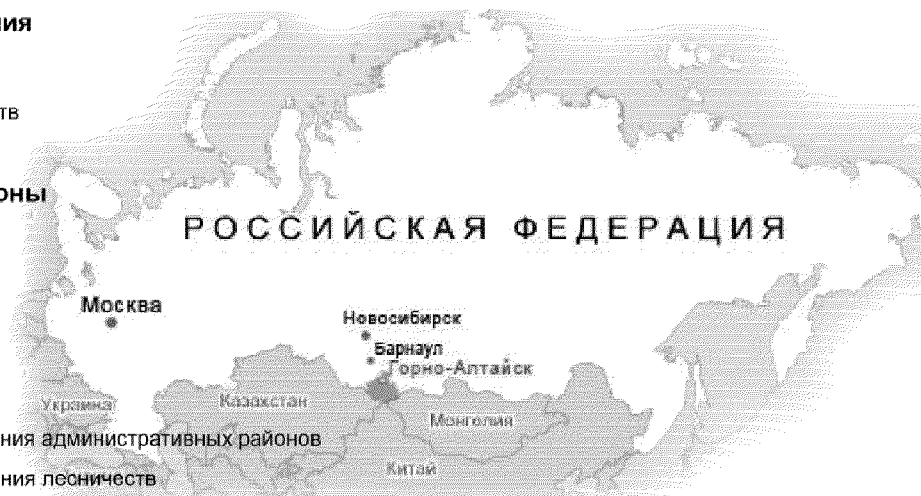 ния
тв
оны
РОССИЙСКАЯ ФЕДЕРАЦИЯ
Москва
Новосибирск
Барнаул
Горно-Алтайск
Украина
Казахстан
Монголия
ния административных районов
Китай
ния лесничеств